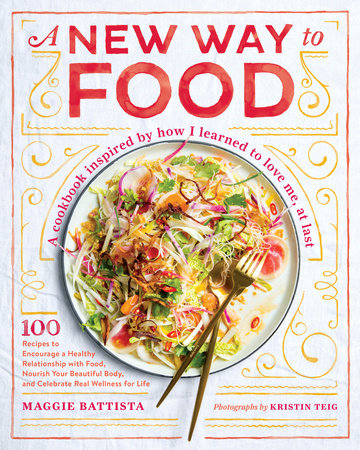 A NEW WAY to
FOOD
A cookbook inspired by how I learned to love me, at last
100
Recipes to
Encourage a Healthy
Relationship with Food,
Nourish Your Beautiful Body,
and Celebrate Real Wellness for Life
MAGGIE BATTISTA
Photographs by KRISTIN TEIG